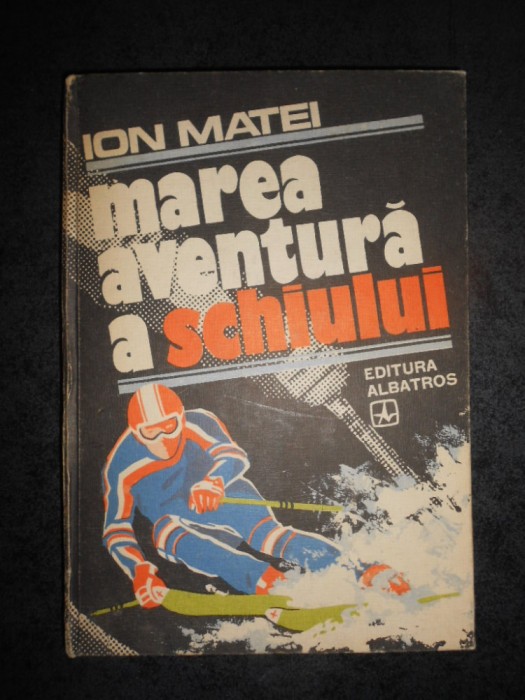 ION MATEI
marea
aventură
a schiului
EDITURA
ALBATROS